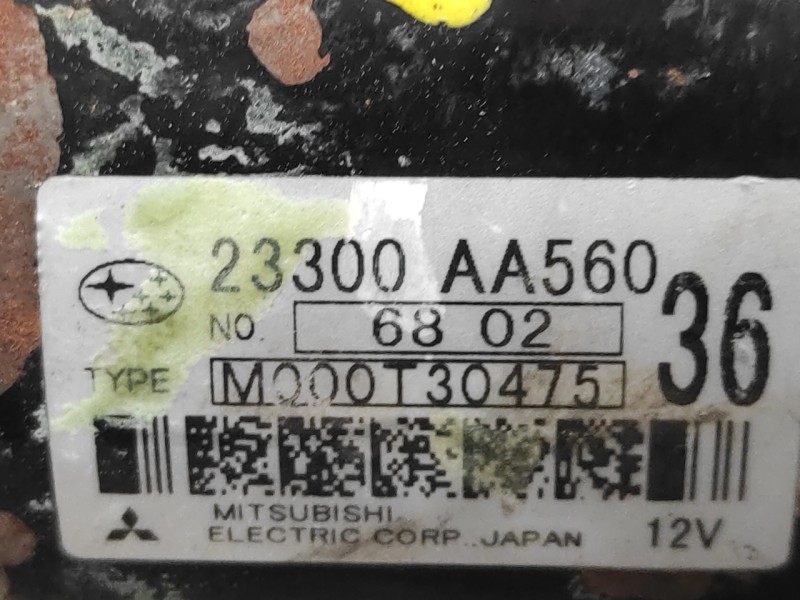 23300 AA560
36
NO 68 02
TYPE M000T30475
MITSUBISHI
ELECTRIC CORP. JAPAN
12V